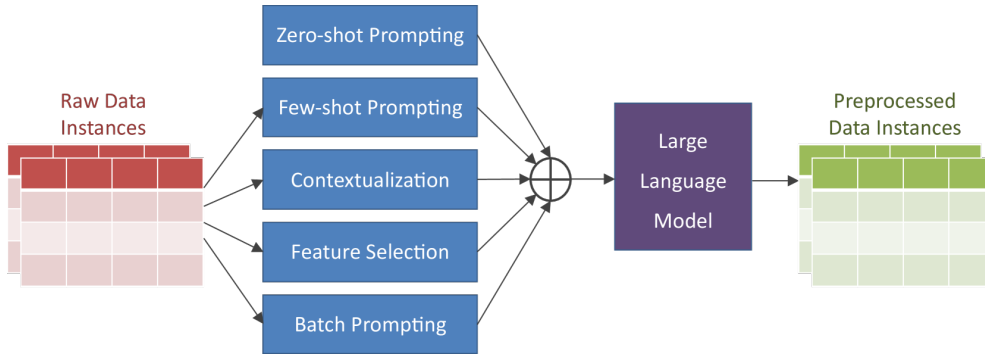 Raw Data
Instances
Zero-shot Prompting
Few-shot Prompting
Contextualization
Feature Selection
Batch Prompting
Large
Language
Model
Preprocessed
Data Instances